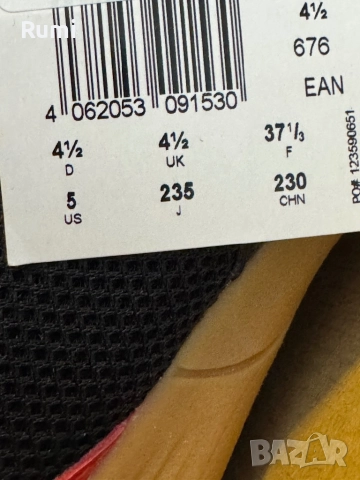 Rumi
4½
676
EAN
4 062053 091530
4½ 4½ 37⅓
D UK F
5 235 230
US J CHN
PO# 123590651
BAZAR
bg